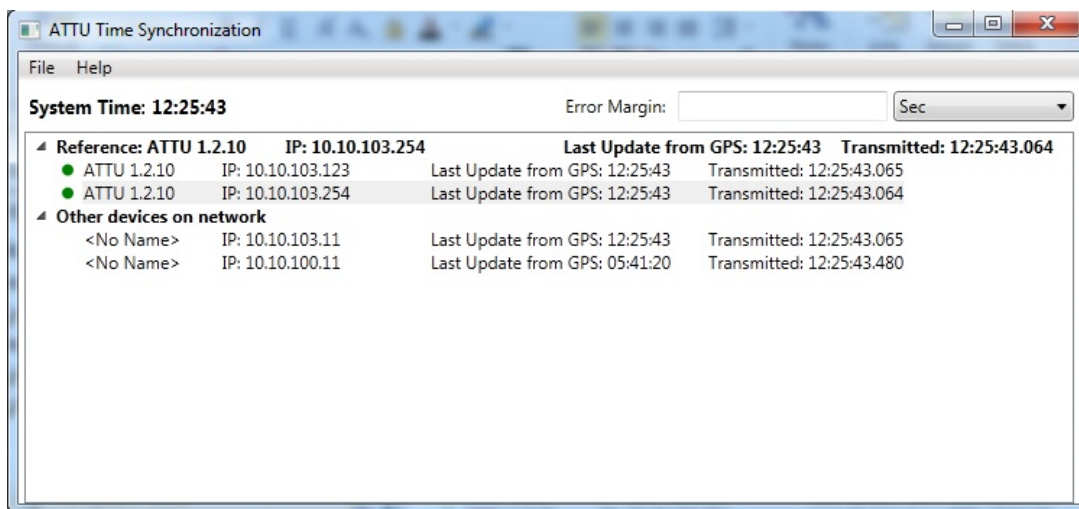 ATTU Time Synchronization
File Help
System Time: 12:25:43 Error Margin: Sec
Reference: ATTU 1.2.10 IP: 10.10.103.254 Last Update from GPS: 12:25:43 Transmitted: 12:25:43.064
ATTU 1.2.10 IP: 10.10.103.123 Last Update from GPS: 12:25:43 Transmitted: 12:25:43.065
ATTU 1.2.10 IP: 10.10.103.254 Last Update from GPS: 12:25:43 Transmitted: 12:25:43.064
Other devices on network
<No Name> IP: 10.10.103.11 Last Update from GPS: 12:25:43 Transmitted: 12:25:43.065
<No Name> IP: 10.10.100.11 Last Update from GPS: 05:41:20 Transmitted: 12:25:43.480